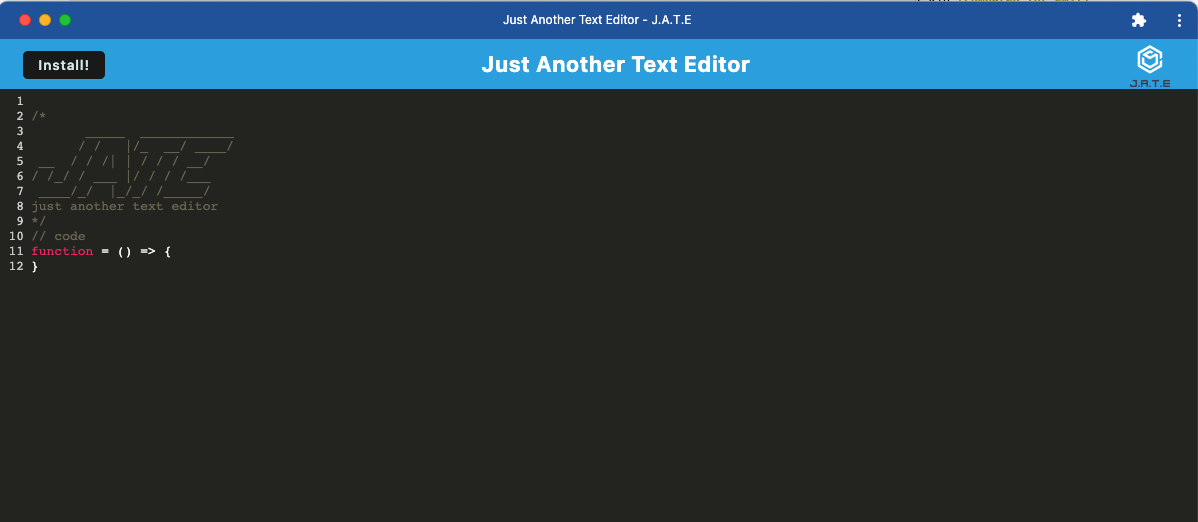 Just Another Text Editor - J.A.T.E
Install!
Just Another Text Editor
J.A.T.E
1
2 /*
3        _____  ____________
4       / /   |/_  __/ ____/
5  __  / / /| | / / / __/
6 / /_/ / ___ |/ / / /___
7  ____/_/  |_/_/ /_____/
8 just another text editor
9 */
10 // code
11 function = () => {
12 }